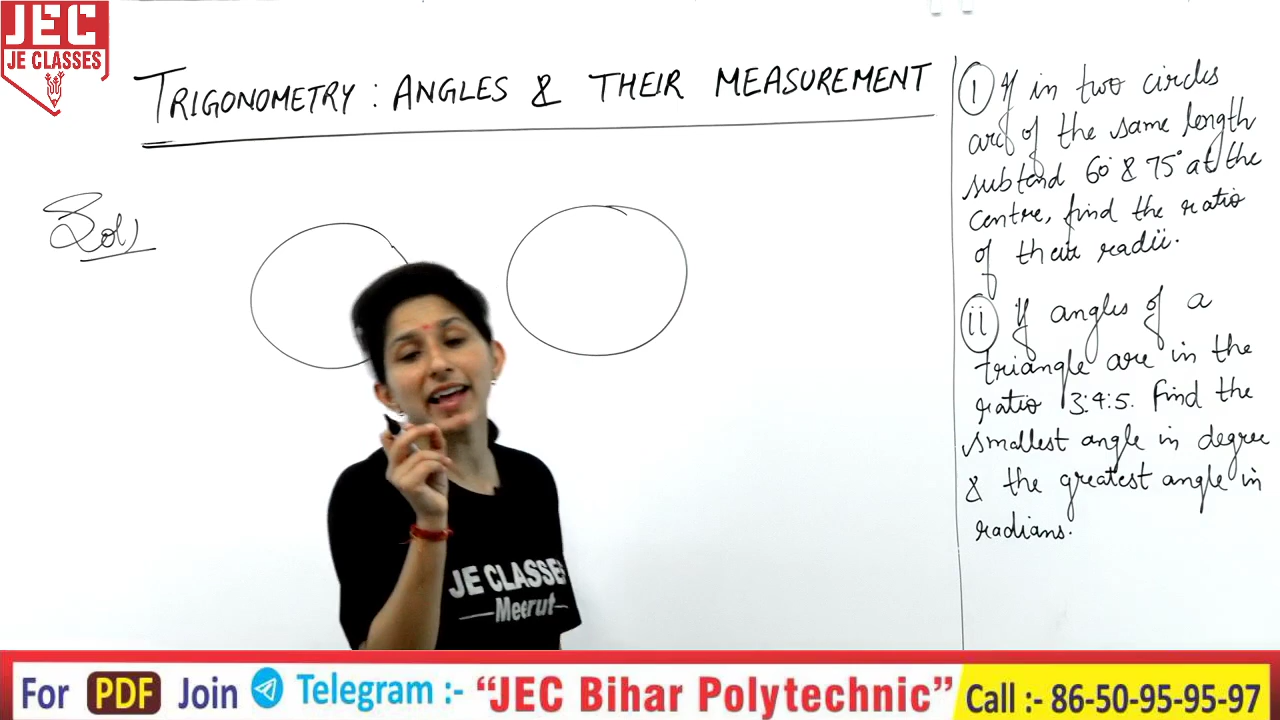 JEC
JE CLASSES
TRIGONOMETRY : ANGLES & THEIR MEASUREMENT
Sol)
① If in two circles
arc of the same length
subtend 60° & 75° at the
centre, find the ratio
of their radii.
ⅱ If angles of a
triangle are in the
ratio 3:4:5. Find the
smallest angle in degree
& the greatest angle in
radians.
JE CLASSES
Meerut
For PDF Join Telegram :- “JEC Bihar Polytechnic”
Call :- 86-50-95-95-97